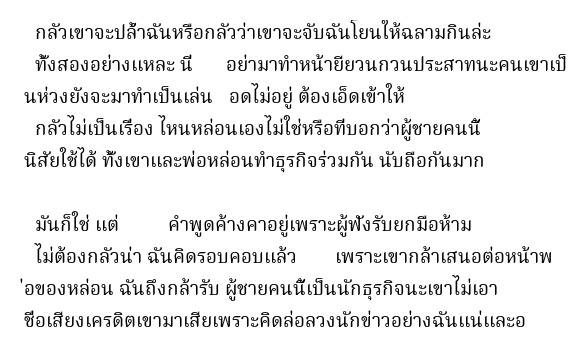 กลัวเขาจะปล้ำฉันหรือกลัวว่าเขาจะจับฉันโยนให้ฉลามกินล่ะ
ทั้งสองอย่างแหละ นี่ อย่ามาทำหน้ายียวนกวนประสาทนะคนเขาเป็
นห่วงยังจะมาทำเป็นเล่น อดไม่อยู่ ต้องเอ็ดเข้าให้
กลัวไม่เป็นเรื่อง ไหนหล่อนเองไม่ใช่หรือที่บอกว่าผู้ชายคนนี้
นิสัยใช้ได้ ทั้งเขาและพ่อหล่อนทำธุรกิจร่วมกัน นับถือกันมาก
มันก็ใช่ แต่ คำพูดค้างคาอยู่เพราะผู้ฟังรับยกมือห้าม
ไม่ต้องกลัวน่า ฉันคิดรอบคอบแล้ว เพราะเขากล้าเสนอต่อหน้าพ
่อของหล่อน ฉันถึงกล้ารับ ผู้ชายคนนี้เป็นนักธุรกิจนะเขาไม่เอา
ชื่อเสียงเครดิตเขามาเสียเพราะคิดล่อลวงนักข่าวอย่างฉันแน่และอ